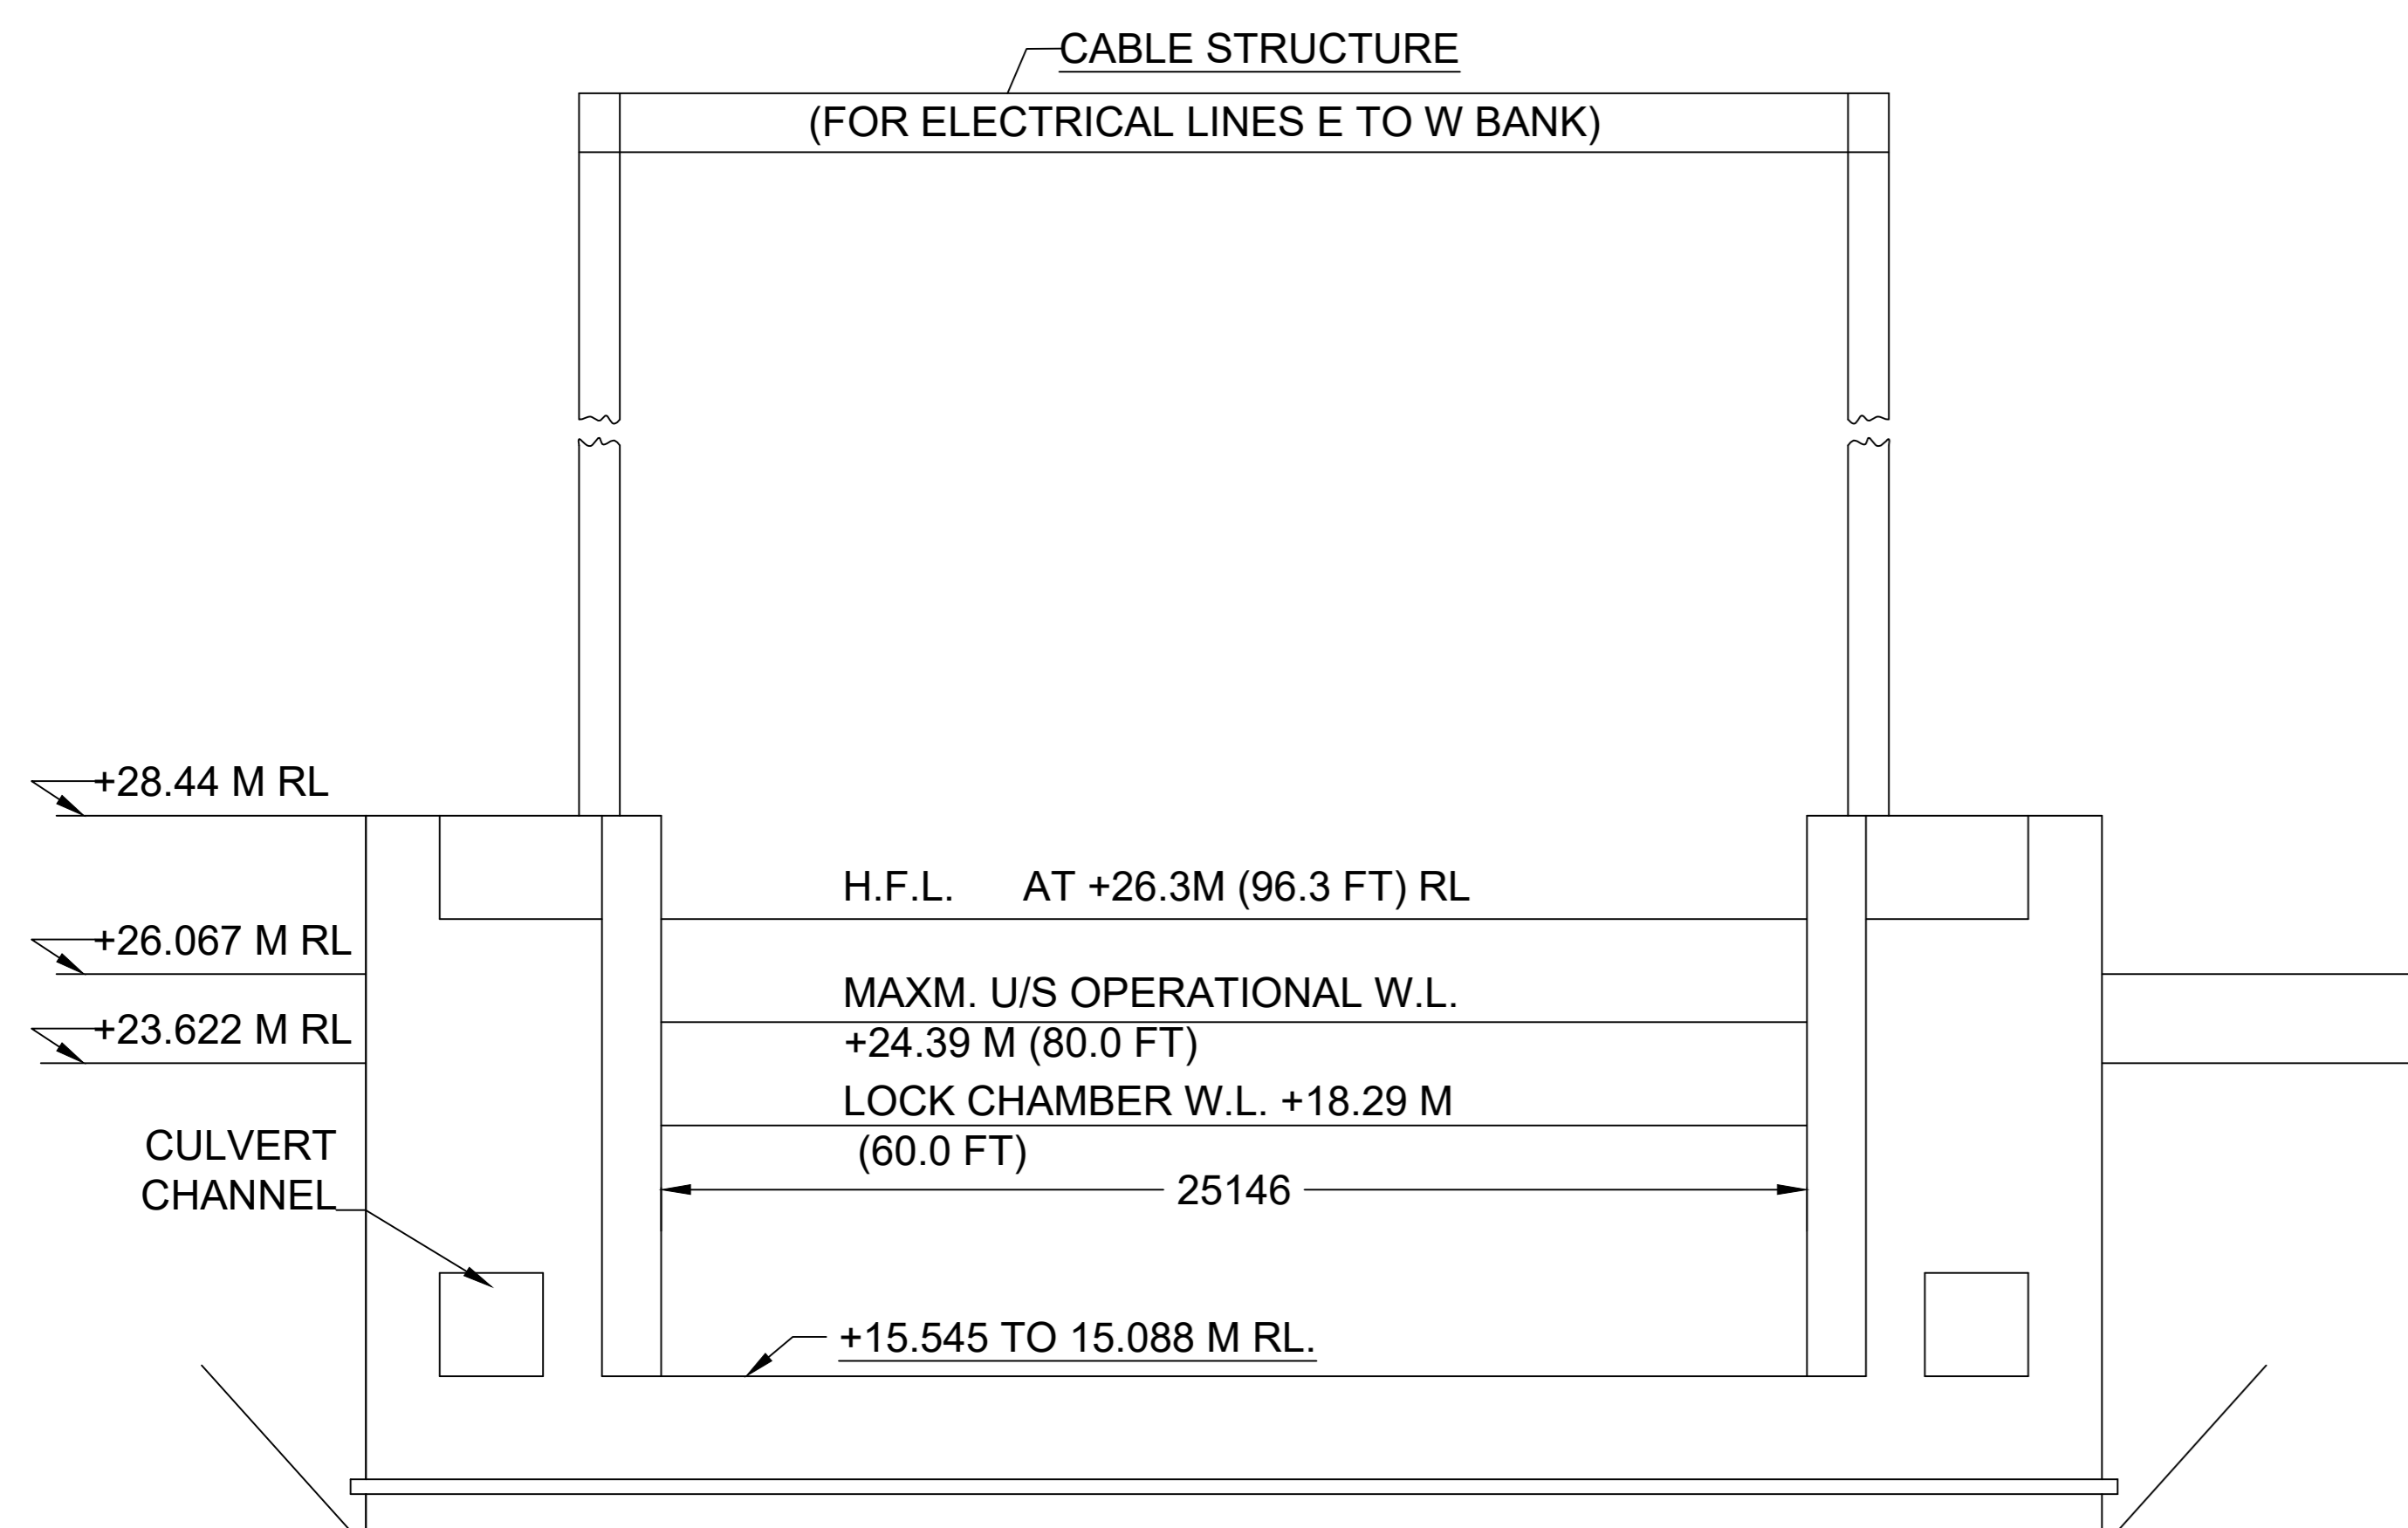 CABLE STRUCTURE
(FOR ELECTRICAL LINES E TO W BANK)
+28.44 M RL
H.F.L. AT +26.3M (96.3 FT) RL
+26.067 M RL
MAXM. U/S OPERATIONAL W.L.
+24.39 M (80.0 FT)
+23.622 M RL
LOCK CHAMBER W.L. +18.29 M
(60.0 FT)
CULVERT
CHANNEL
25146
+15.545 TO 15.088 M RL.